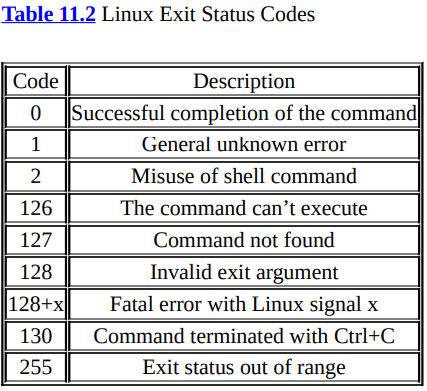 Table 11.2 Linux Exit Status Codes
Code Description
0 Successful completion of the command
1 General unknown error
2 Misuse of shell command
126 The command can’t execute
127 Command not found
128 Invalid exit argument
128+x Fatal error with Linux signal x
130 Command terminated with Ctrl+C
255 Exit status out of range